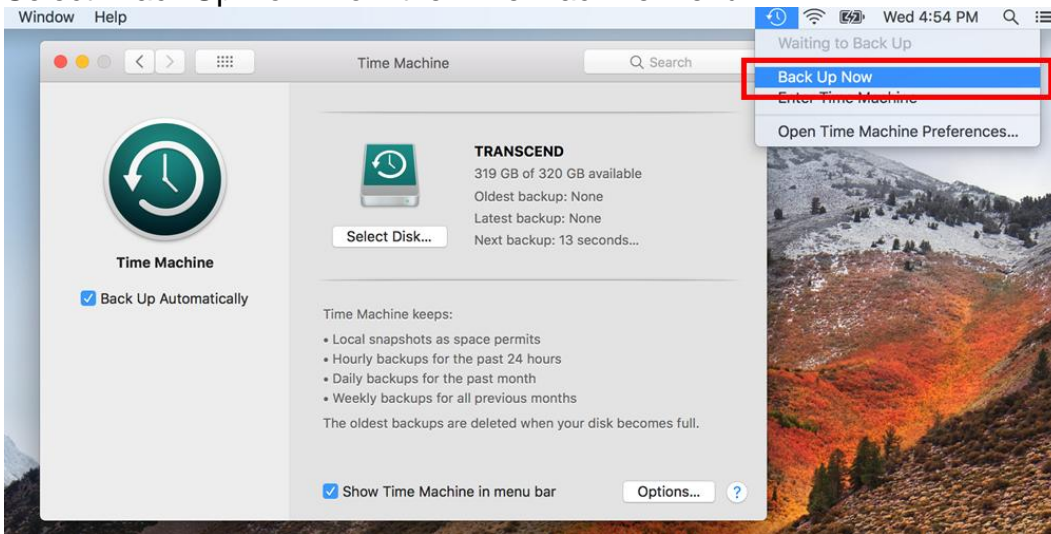 Window Help
Wed 4:54 PM
Time Machine
Search
Waiting to Back Up
Back Up Now
Enter Time Machine
Open Time Machine Preferences...
TRANSCEND
319 GB of 320 GB available
Oldest backup: None
Latest backup: None
Select Disk...
Next backup: 13 seconds...
Time Machine
Back Up Automatically
Time Machine keeps:
• Local snapshots as space permits
• Hourly backups for the past 24 hours
• Daily backups for the past month
• Weekly backups for all previous months
The oldest backups are deleted when your disk becomes full.
Show Time Machine in menu bar
Options...
?